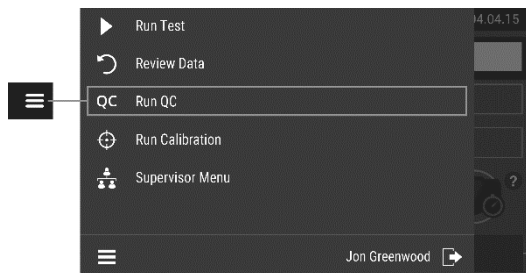 04.04.15
Run Test
Review Data
QC Run QC
Run Calibration
Supervisor Menu
?
Jon Greenwood